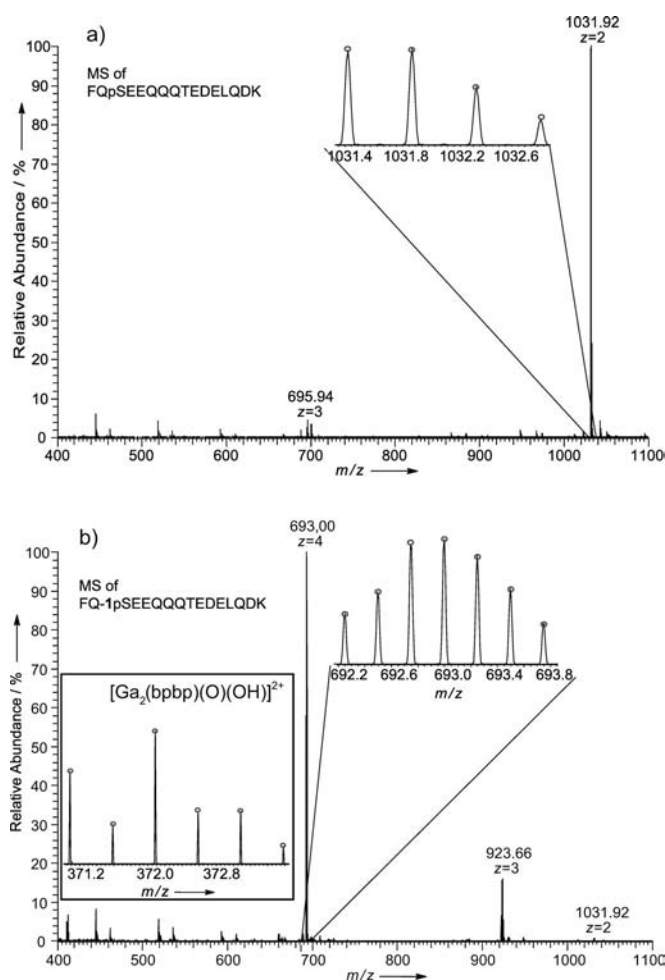 a)
1031.92
z=2
MS of
FQpSEEQQQTEDELQDK
1031.4 1031.8 1032.2 1032.6
100
90
80
70
60
50
40
30
20
10
0
Relative Abundance / %
695.94
z=3
400 500 600 700 800 900 1000 1100
m/z
b)
693,00
z=4
MS of
FQ-1pSEEQQQTEDELQDK
692.2 692.6 693.0 693.4 693.8
m/z
[Ga2(bpbp)(O)(OH)]2+
371.2 372.0 372.8
m/z
100
90
80
70
60
50
40
30
20
10
0
Relative Abundance / %
923.66
z=3
1031.92
z=2
400 500 600 700 800 900 1000 1100
m/z